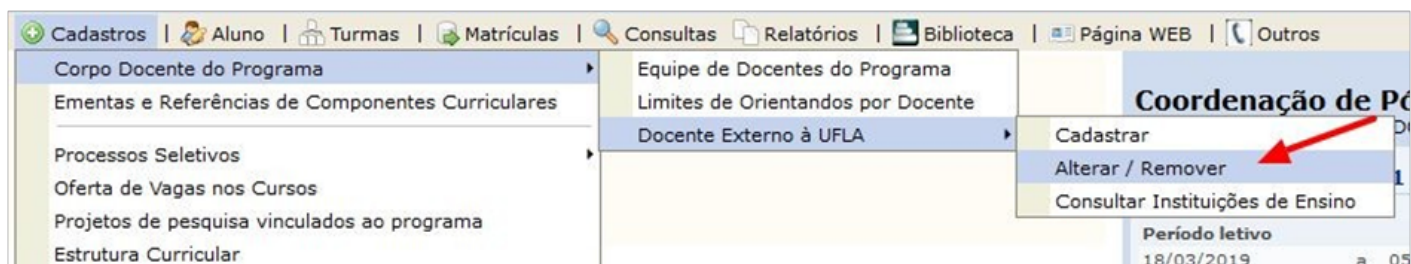 Cadastros | Aluno | Turmas | Matrículas | Consultas Relatórios | Biblioteca | Página WEB | Outros
Corpo Docente do Programa
Ementas e Referências de Componentes Curriculares
Processos Seletivos
Oferta de Vagas nos Cursos
Projetos de pesquisa vinculados ao programa
Estrutura Curricular
Equipe de Docentes do Programa
Limites de Orientandos por Docente
Docente Externo à UFLA
Cadastrar
Alterar / Remover
Consultar Instituições de Ensino
Coordenação de Pó
1
Período letivo
18/03/2019 a 05